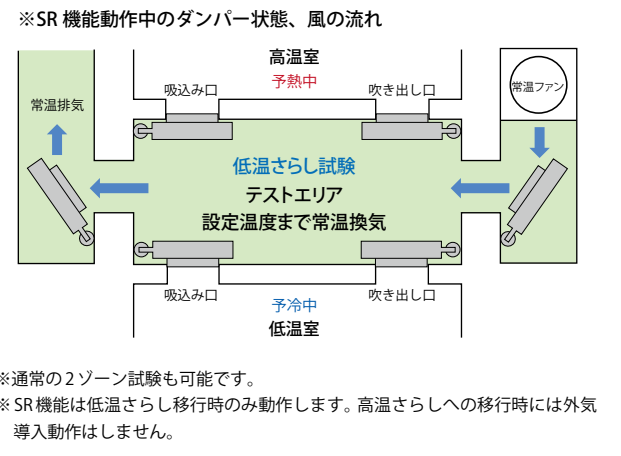 ※SR 機能動作中のダンパー状態、風の流れ
高温室
予熱中
吸込み口
吹き出し口
常温ファン
常温排気
低温さらし試験
テストエリア
設定温度まで常温換気
吸込み口
吹き出し口
予冷中
低温室
※通常の2ゾーン試験も可能です。
※SR機能は低温さらし移行時のみ動作します。高温さらしへの移行時には外気
導入動作はしません。